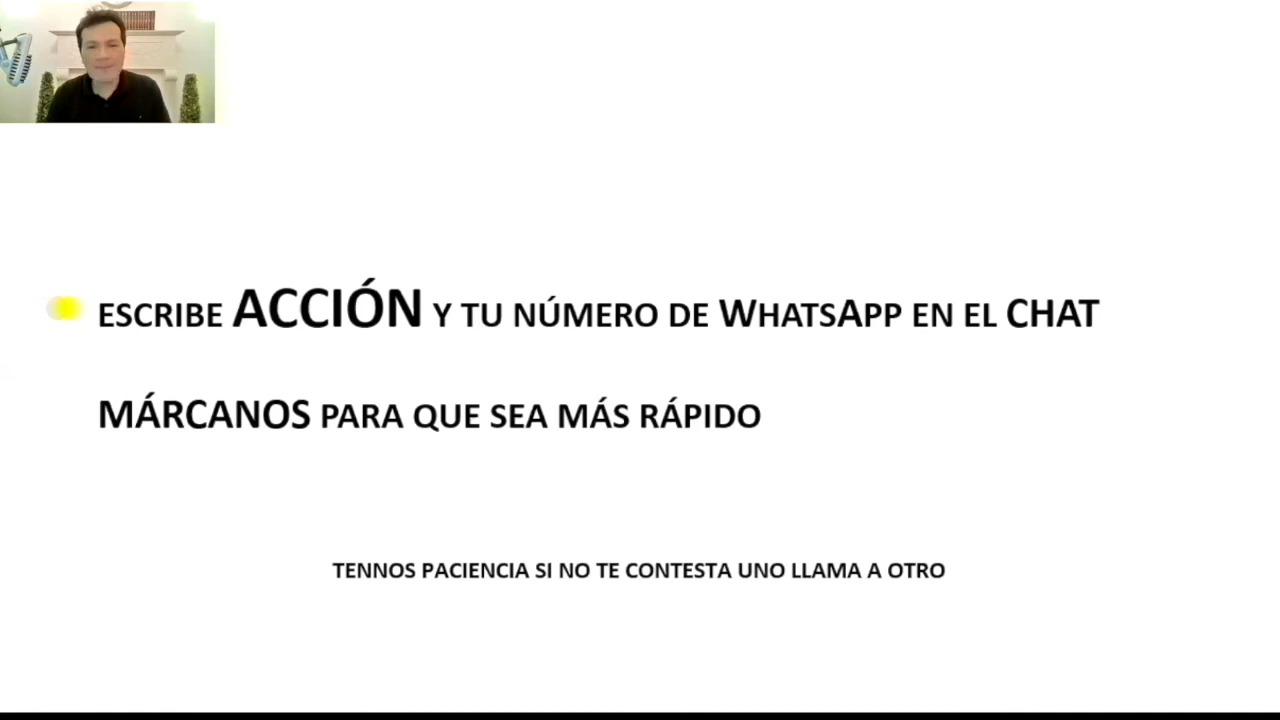 ESCRIBE ACCIÓN Y TU NÚMERO DE WHATSAPP EN EL CHAT
MÁRCANOS PARA QUE SEA MÁS RÁPIDO
TENNOS PACIENCIA SI NO TE CONTESTA UNO LLAMA A OTRO